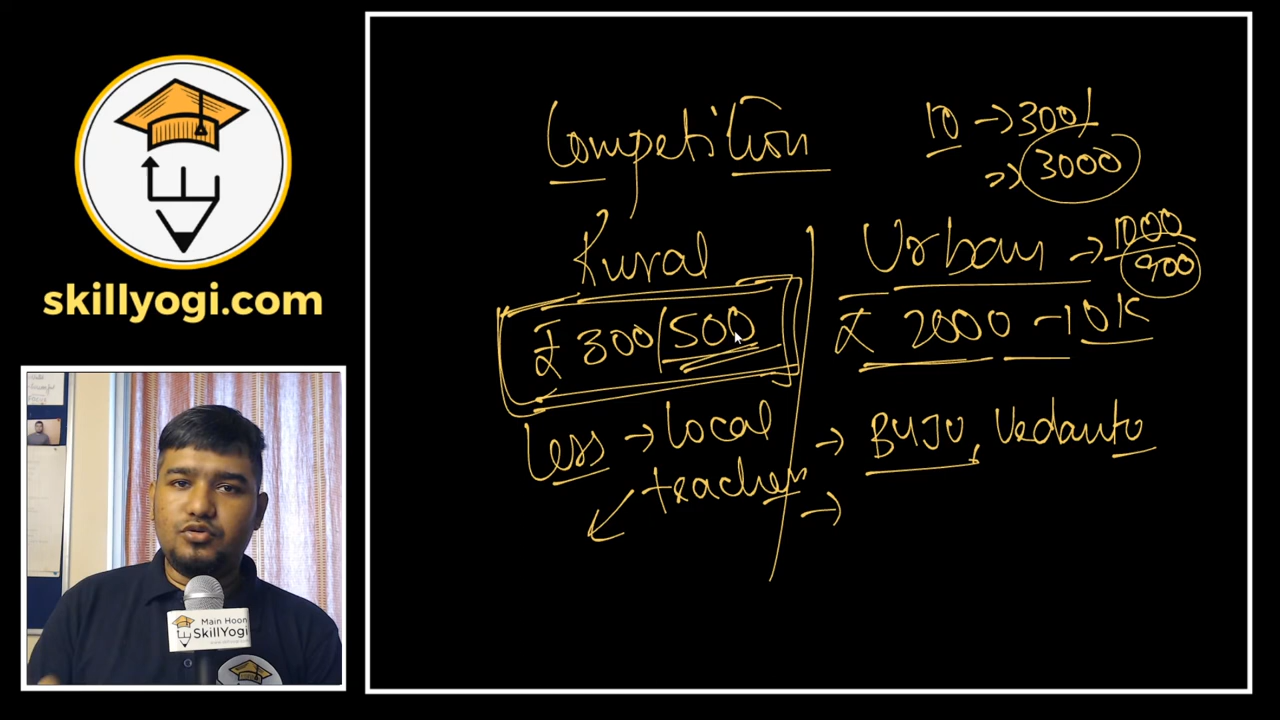 skillyogi.com
Main Hoon
SkillYogi
Competition
10 → 300/-
⇒ 3000
Rural
Urban → 1000
900
₹ 300/500
₹ 2000 - 10K
Less → local
teachers
→ BYJU, Vedantu
→